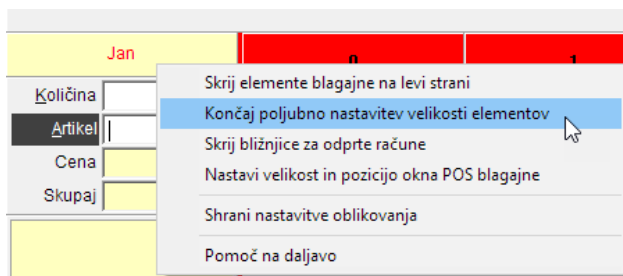 Jan
0
1
Količina
Artikel
Cena
Skupaj
Skrij elemente blagajne na levi strani
Končaj poljubno nastavitev velikosti elementov
Skrij bližnjice za odprte račune
Nastavi velikost in pozicijo okna POS blagajne
Shrani nastavitve oblikovanja
Pomoč na daljavo